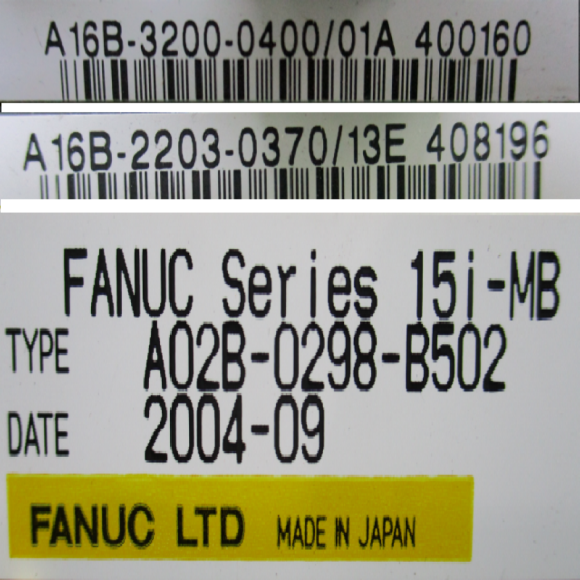 A16B-3200-0400/01A 400160
A16B-2203-0370/13E 408196
FANUC Series 15i-MB
TYPE A02B-0298-B502
DATE 2004-09
FANUC LTD MADE IN JAPAN